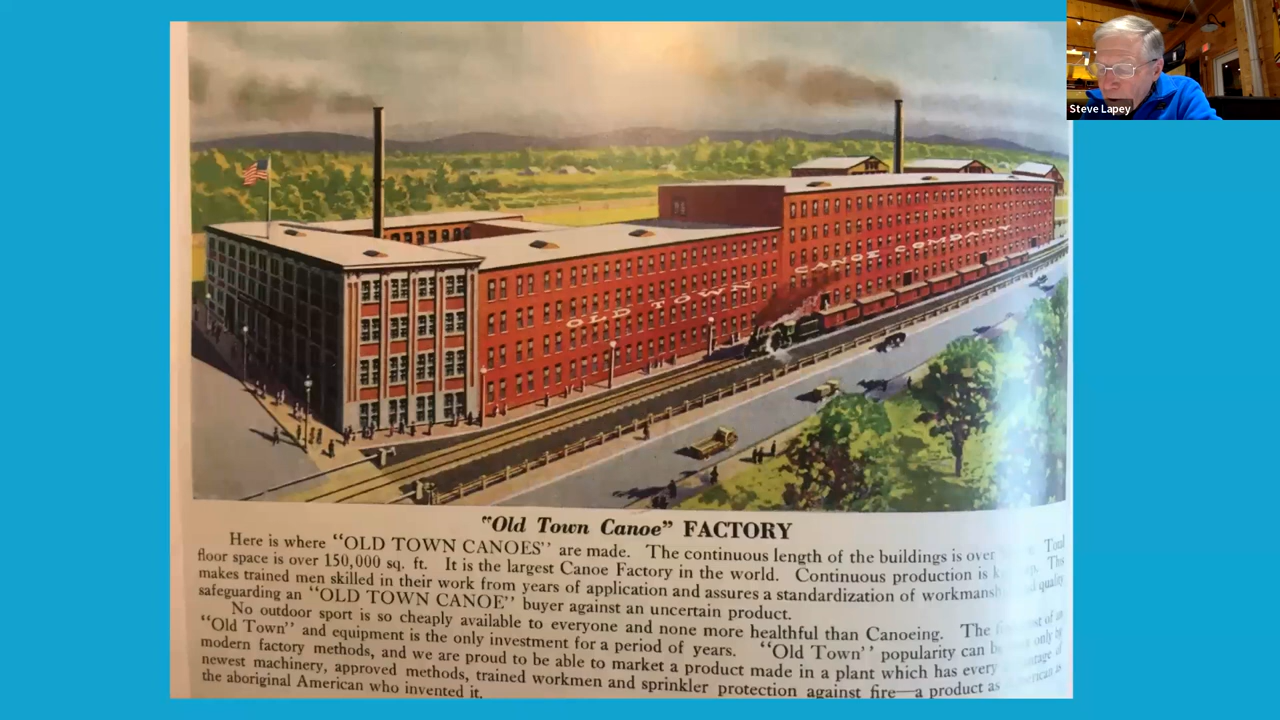 Steve Lapey
OLD TOWN CANOE COMPANY
"Old Town Canoe" FACTORY
Here is where "OLD TOWN CANOES" are made. The continuous length of the buildings is over Total
floor space is over 150,000 sq. ft. It is the largest Canoe Factory in the world. Continuous production is This
makes trained men skilled in their work from years of application and assures a standardization of quality
safeguarding an "OLD TOWN CANOE" buyer against an uncertain product.
No outdoor sport is so cheaply available to everyone and none more healthful than Canoeing. The
"Old Town" and equipment is the only investment for a period of years. "Old Town" popularity can only by
modern factory methods, and we are proud to be able to market a product made in a plant which has every
newest machinery, approved methods, trained workmen and sprinkler protection against fire—a product as
the aboriginal American who invented it.